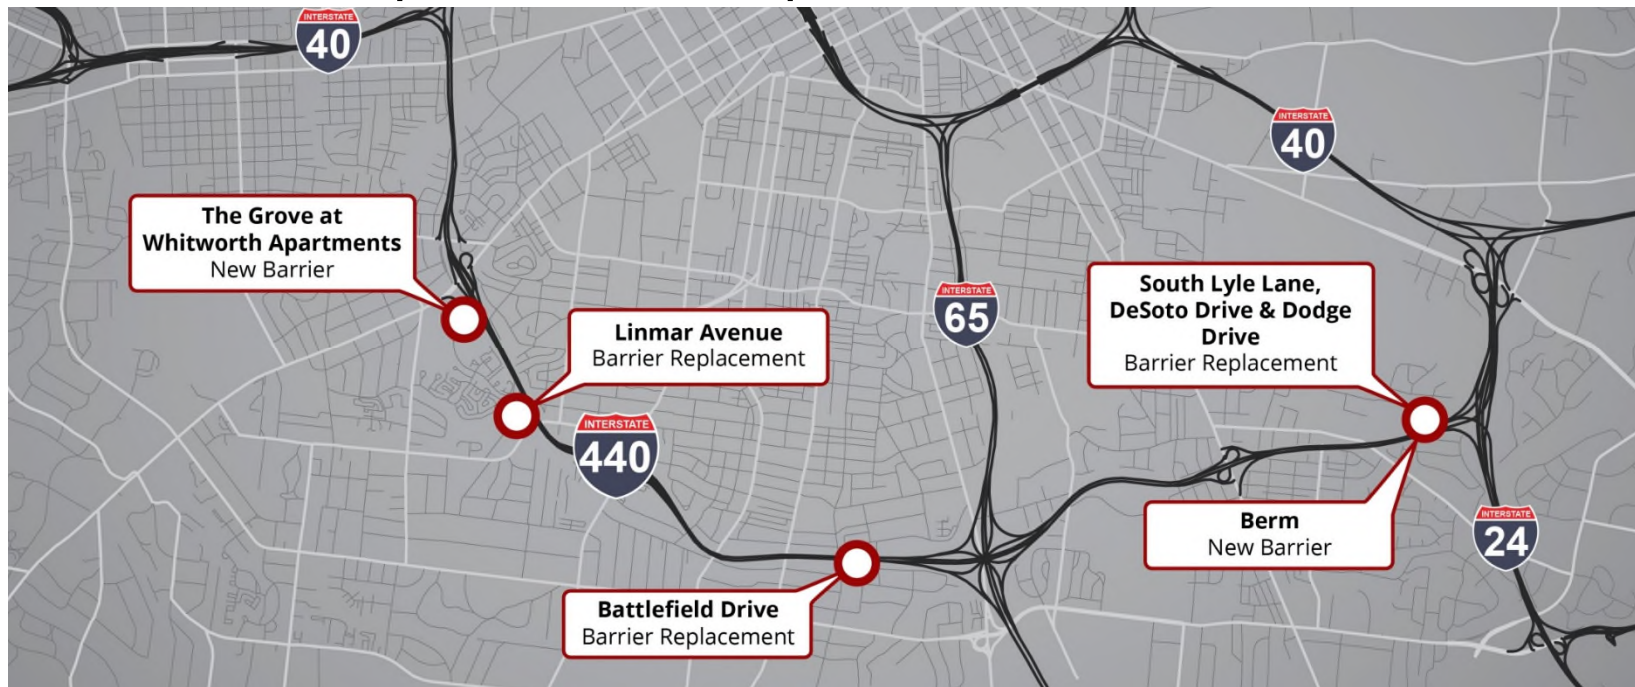 INTERSTATE
40
INTERSTATE
40
The Grove at
Whitworth Apartments
New Barrier
Linmar Avenue
Barrier Replacement
INTERSTATE
65
South Lyle Lane,
DeSoto Drive & Dodge
Drive
Barrier Replacement
INTERSTATE
440
Berm
New Barrier
INTERSTATE
24
Battlefield Drive
Barrier Replacement